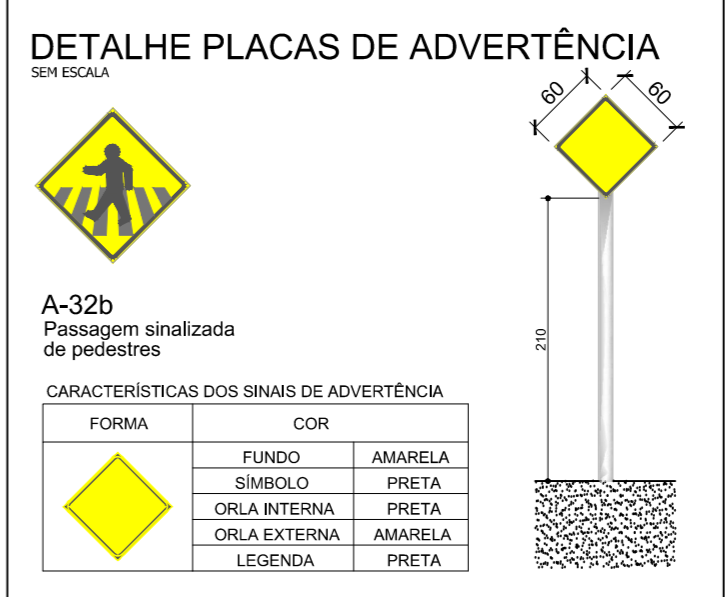 DETALHE PLACAS DE ADVERTÊNCIA
SEM ESCALA
60
60
A-32b
Passagem sinalizada
de pedestres
210
CARACTERÍSTICAS DOS SINAIS DE ADVERTÊNCIA
FORMA COR
FUNDO AMARELA
SÍMBOLO PRETA
ORLA INTERNA PRETA
ORLA EXTERNA AMARELA
LEGENDA PRETA